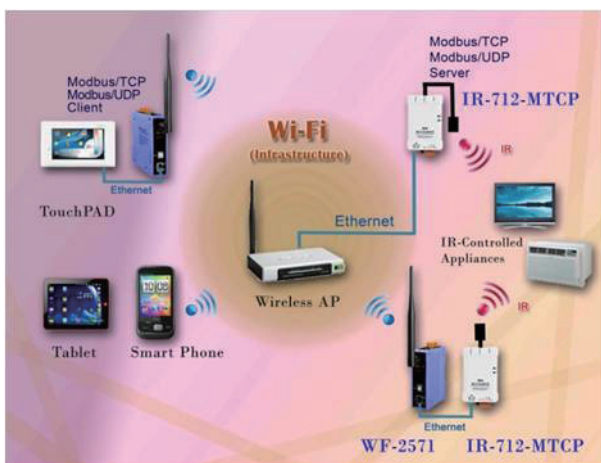 Modbus/TCP
Modbus/UDP
Client
Ethernet
TouchPAD
Wi-Fi
(Infrastructure)
Modbus/TCP
Modbus/UDP
Server
IR-712-MTCP
IR
Ethernet
Wireless AP
IR-Controlled
Appliances
Tablet
Smart Phone
IR
Ethernet
WF-2571
IR-712-MTCP